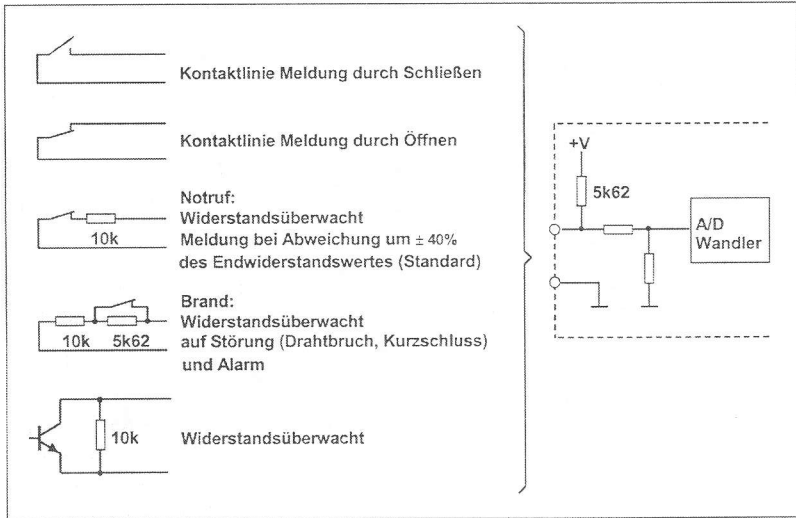 Kontaktlinie Meldung durch Schließen
Kontaktlinie Meldung durch Öffnen
Notruf:
Widerstandsüberwacht
10k
Meldung bei Abweichung um ± 40%
des Endwiderstandswertes (Standard)
Brand:
Widerstandsüberwacht
10k 5k62
auf Störung (Drahtbruch, Kurzschluss)
und Alarm
10k
Widerstandsüberwacht
+V
5k62
A/D
Wandler